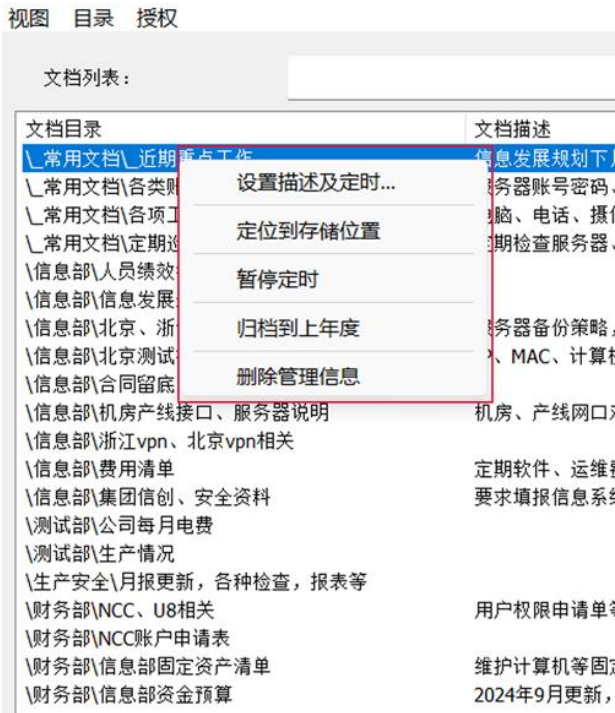 视图 目录 授权
文档列表：
文档目录 文档描述
\_常用文档\_近期重点工作 信息发展规划下
\_常用文档\各类账 服务器账号密码、
\_常用文档\各项工 电脑、电话、摄
\_常用文档\定期巡 定期检查服务器、
\信息部\人员绩效
\信息部\信息发展
\信息部\北京、浙 服务器备份策略，
\信息部\北京测试 、MAC、计算机
\信息部\合同留底
设置描述及定时...
定位到存储位置
暂停定时
归档到上年度
删除管理信息
\信息部\机房产线接口、服务器说明 机房、产线网口
\信息部\浙江vpn、北京vpn相关
\信息部\费用清单 定期软件、运维
\信息部\集团信创、安全资料 要求填报信息系
\测试部\公司每月电费
\测试部\生产情况
\生产安全\月报更新，各种检查，报表等
\财务部\NCC、U8相关 用户权限申请单
\财务部\NCC账户申请表
\财务部\信息部固定资产清单 维护计算机等固
\财务部\信息部资金预算 2024年9月更新，